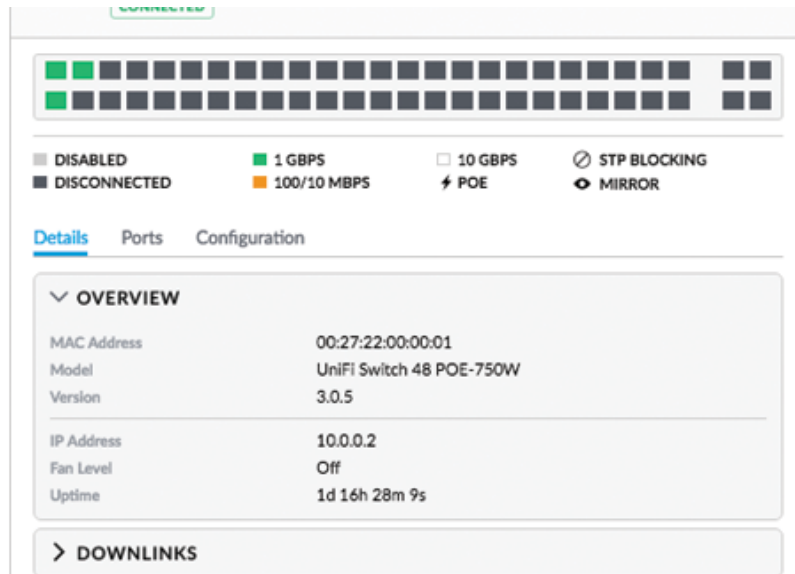 CONNECTED
DISABLED 1 GBPS 10 GBPS STP BLOCKING
DISCONNECTED 100/10 MBPS POE MIRROR
Details Ports Configuration
OVERVIEW
MAC Address 00:27:22:00:00:01
Model UniFi Switch 48 POE-750W
Version 3.0.5
IP Address 10.0.0.2
Fan Level Off
Uptime 1d 16h 28m 9s
DOWNLINKS